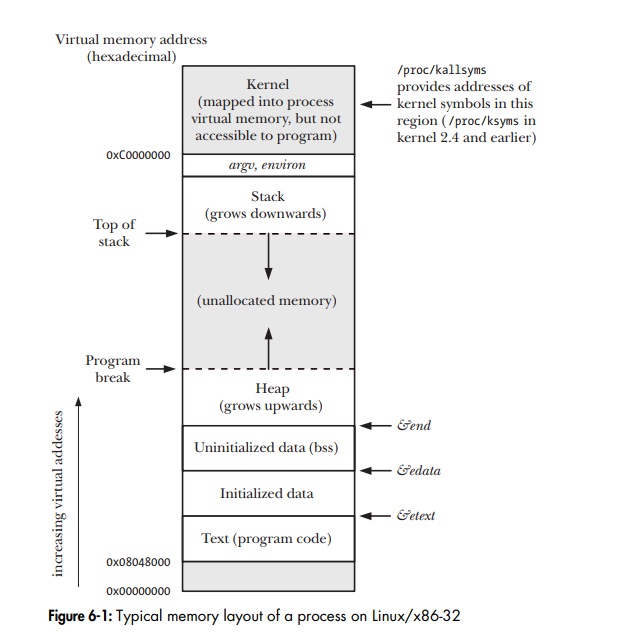 Virtual memory address
(hexadecimal)
Kernel
(mapped into process
virtual memory, but not
accessible to program)
/proc/kallsyms
provides addresses of
kernel symbols in this
region (/proc/ksyms in
kernel 2.4 and earlier)
0xC0000000
argv, environ
Stack
(grows downwards)
Top of
stack
(unallocated memory)
Program
break
Heap
(grows upwards)
&end
Uninitialized data (bss)
&edata
Initialized data
&etext
Text (program code)
0x08048000
0x00000000
increasing virtual addesses
Figure 6-1: Typical memory layout of a process on Linux/x86-32